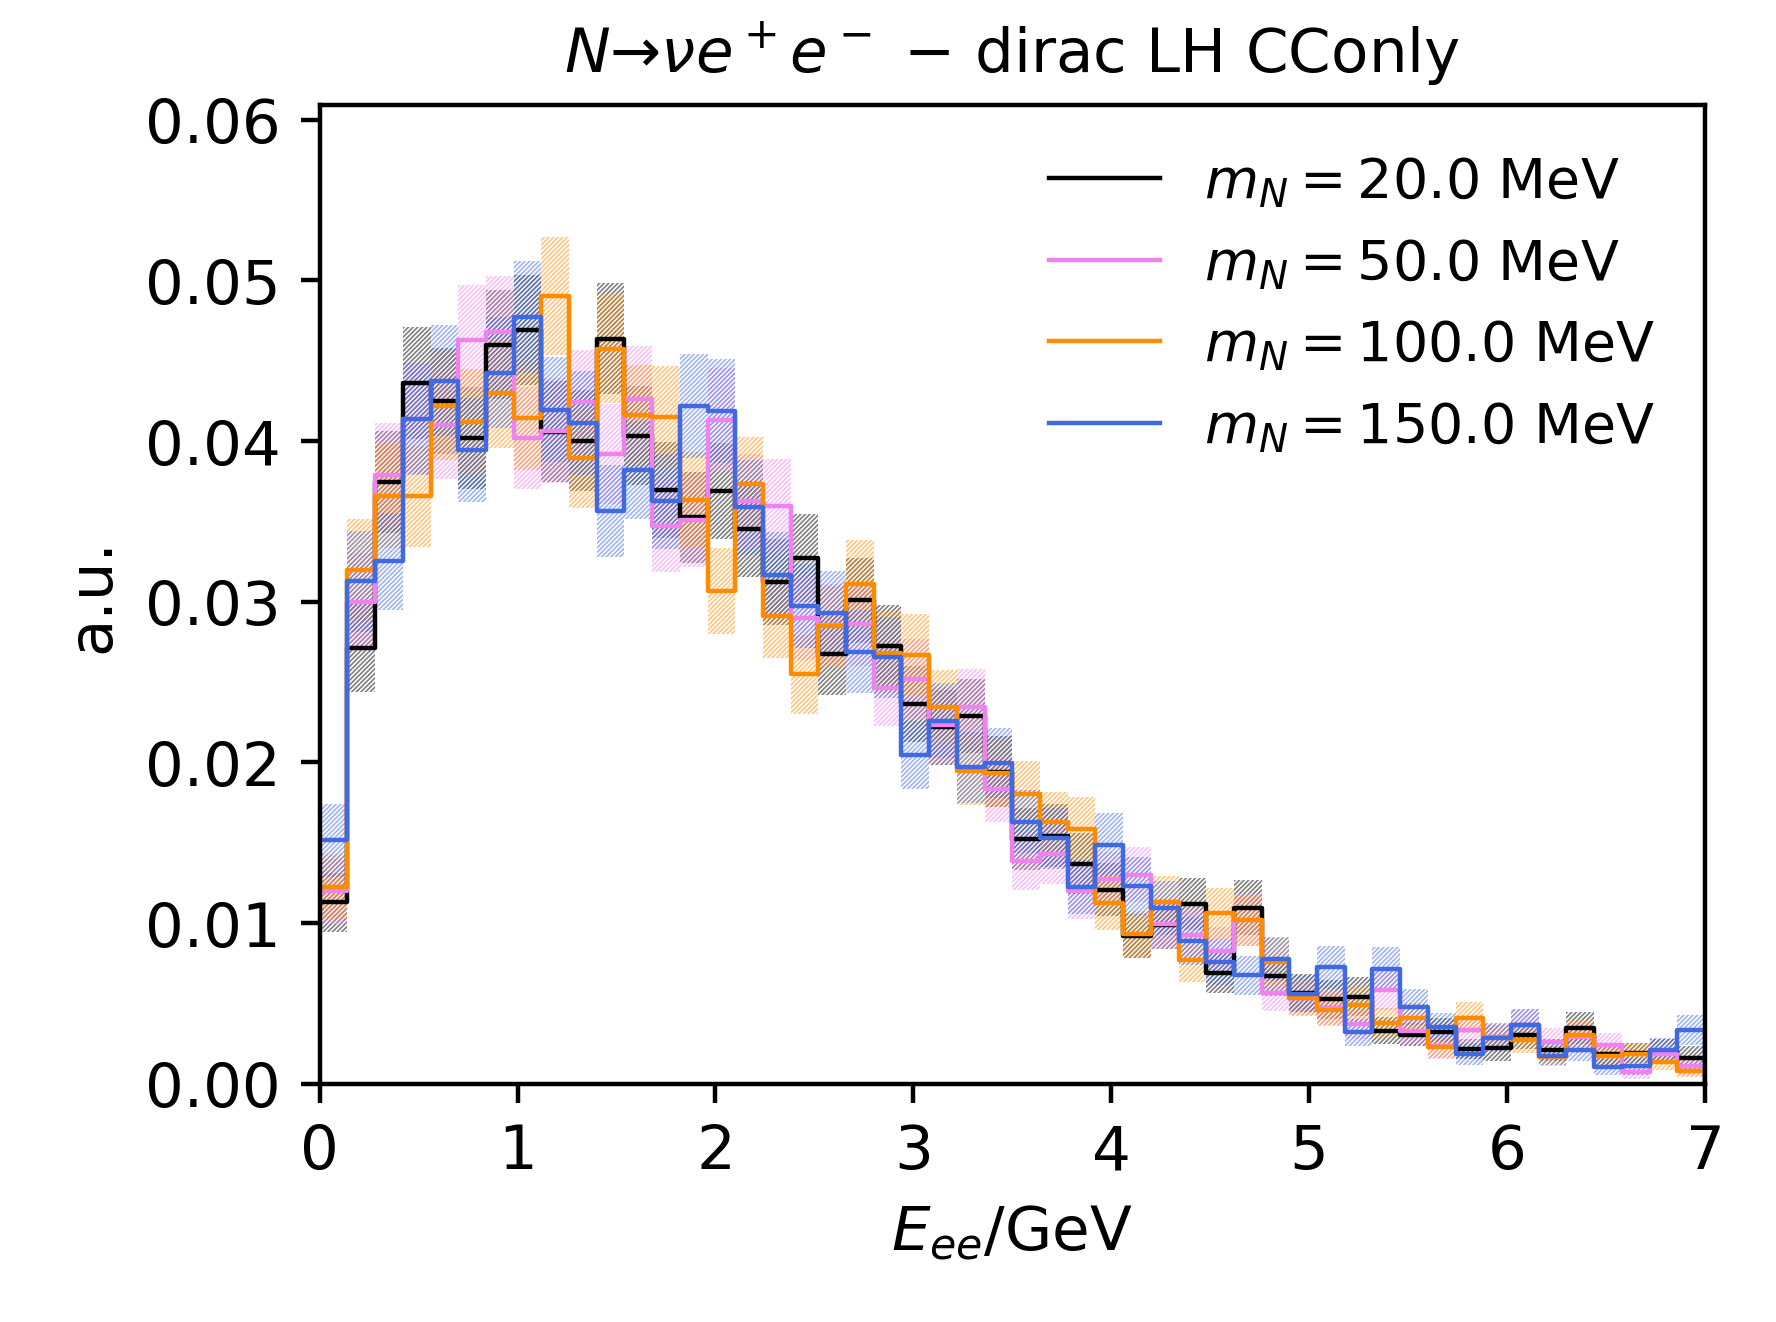 N→νe⁺e⁻ − dirac LH CConly
0.06
0.05
0.04
0.03
0.02
0.01
0.00
a.u.
m_N = 20.0 MeV
m_N = 50.0 MeV
m_N = 100.0 MeV
m_N = 150.0 MeV
0 1 2 3 4 5 6 7
E_ee/GeV